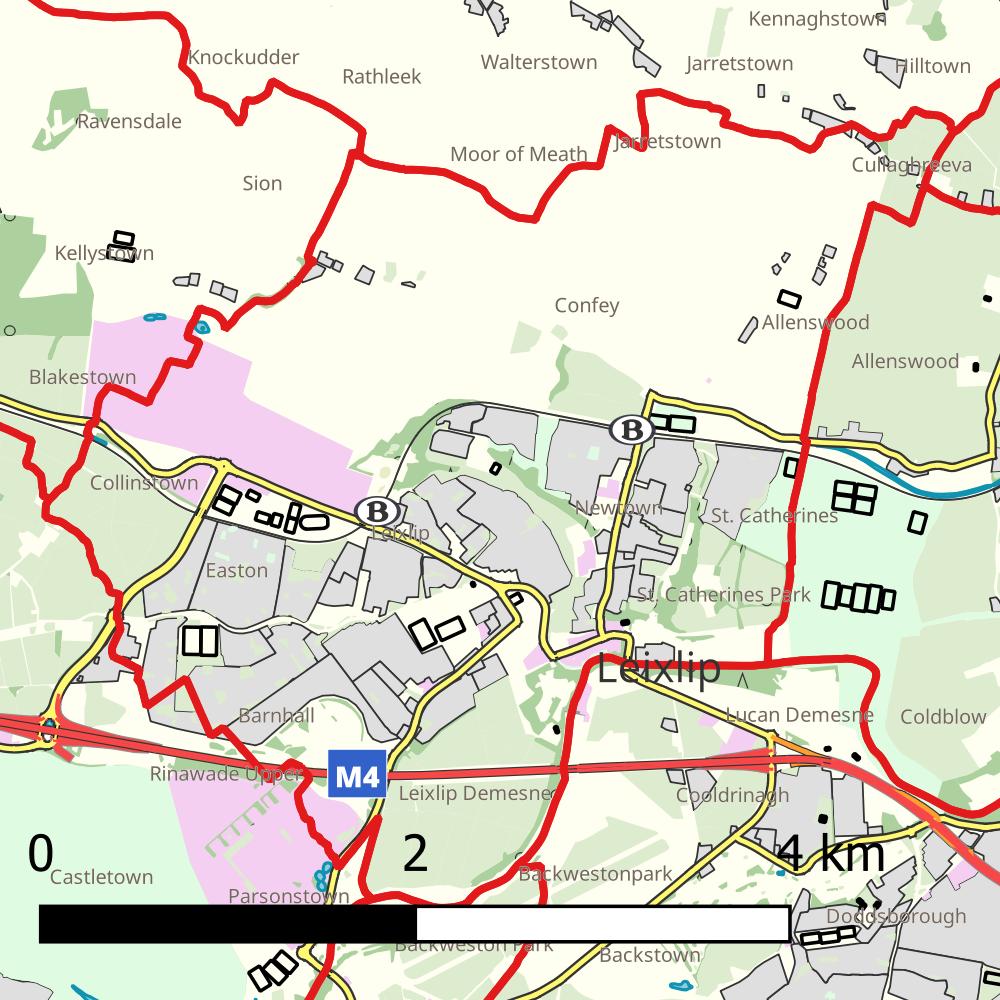 Kennaghstown
Knockudder
Walterstown
Jarretstown
Hilltown
Rathleek
Ravensdale
Jarretstown
Moor of Meath
Cullaghreeva
Sion
Kellystown
Confey
Allenswood
Allenswood
Blakestown
B
Collinstown
B
Newtown
St. Catherines
Leixlip
Easton
St. Catherines Park
Leixlip
Barnhall
Lucan Demesne
Coldblow
Rinawade Upper
M4
Leixlip Demesne
Cooldrinagh
0 2 4 km
Castletown
Backwestonpark
Parsonstown
Doddsborough
Backweston Park
Backstown